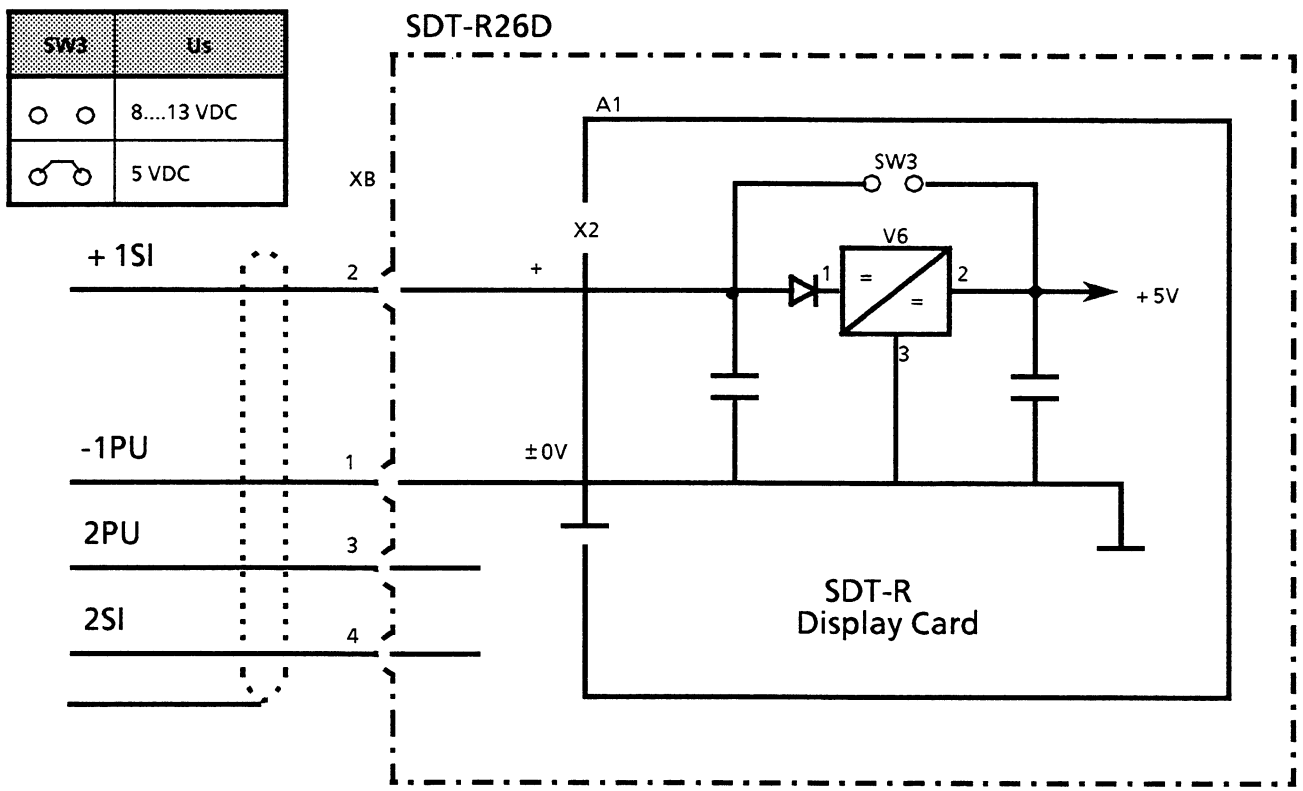 SDT-R26D
SW3 Us
8....13 VDC
5 VDC
A1
XB
SW3
X2
V6
+ 1SI
2
+
1
=
=
2
+ 5V
3
-1PU
1
± 0V
2PU
3
2SI
4
SDT-R
Display Card